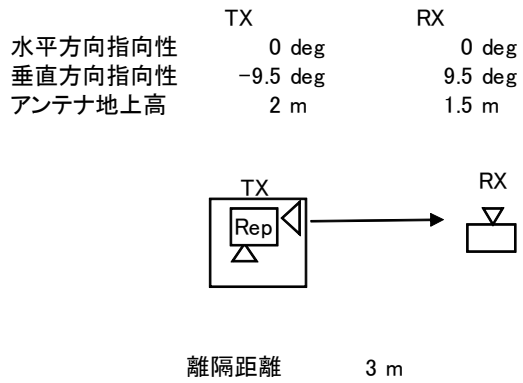 TX RX
水平方向指向性 0 deg 0 deg
垂直方向指向性 -9.5 deg 9.5 deg
アンテナ地上高 2 m 1.5 m
TX RX
Rep
離隔距離 3 m